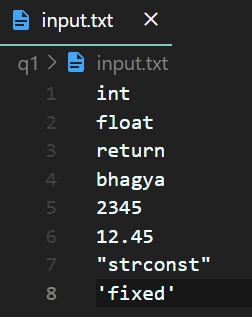 input.txt
q1 > input.txt
1 int
2 float
3 return
4 bhagya
5 2345
6 12.45
7 "strconst"
8 'fixed'